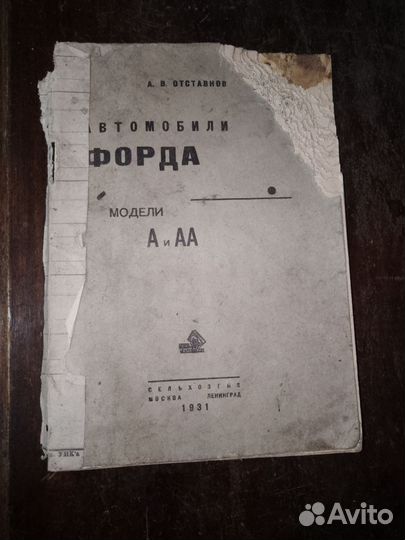 А. В. ОТСТАВНОВ
АВТОМОБИЛИ
ФОРДА
МОДЕЛИ
А и АА
СЕЛЬХОЗГИЗ
МОСКВА ЛЕНИНГРАД
1931
Avito